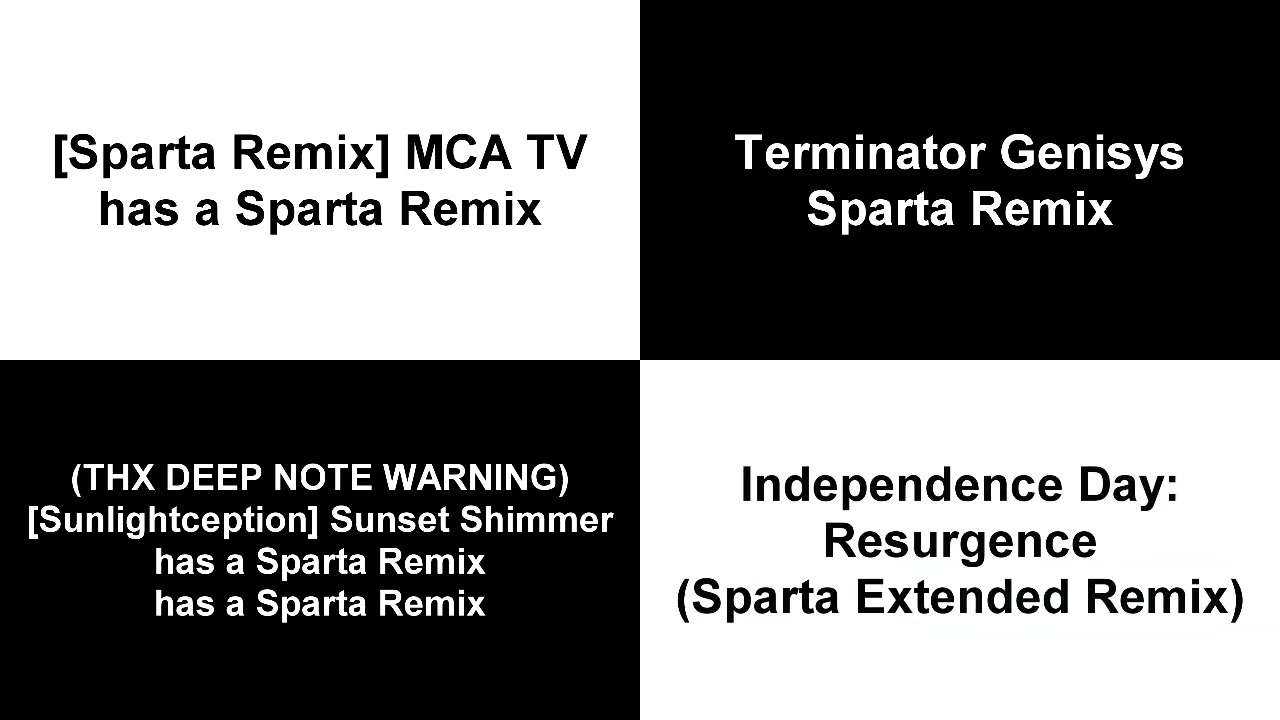 [Sparta Remix] MCA TV
has a Sparta Remix
Terminator Genisys
Sparta Remix
(THX DEEP NOTE WARNING)
[Sunlightception] Sunset Shimmer
has a Sparta Remix
has a Sparta Remix
Independence Day:
Resurgence
(Sparta Extended Remix)